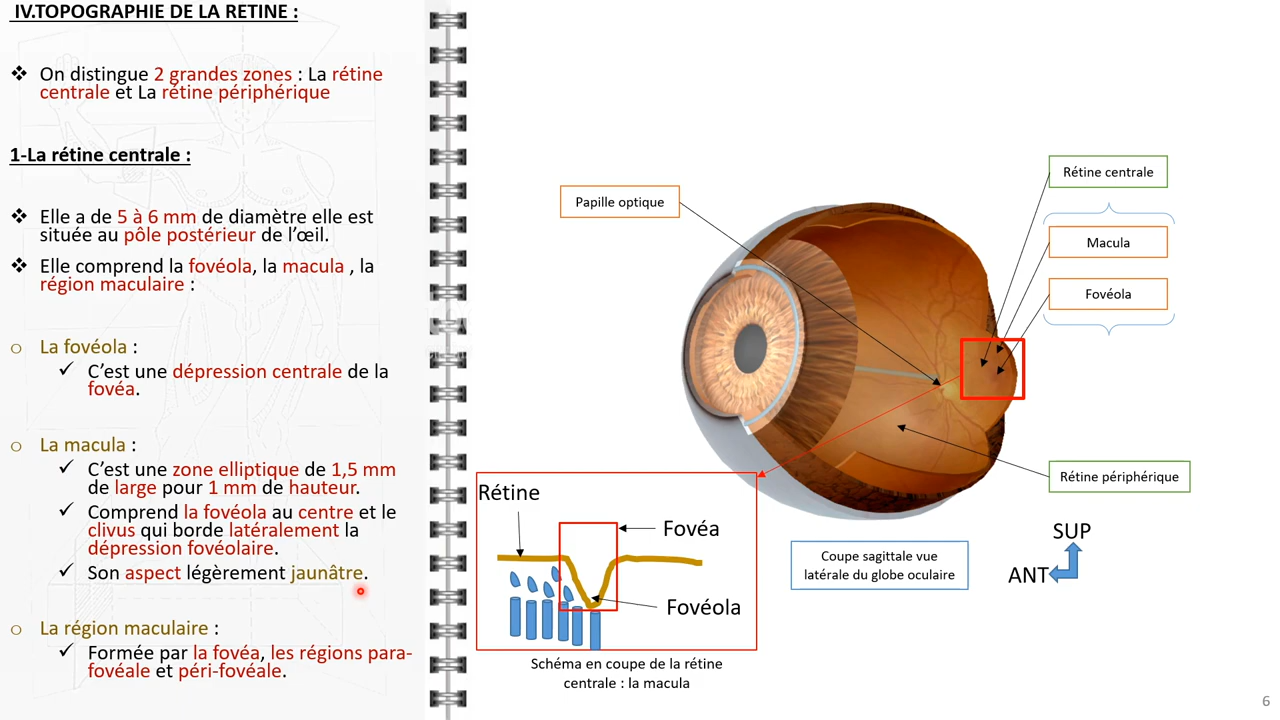 IV.TOPOGRAPHIE DE LA RETINE :
❖ On distingue 2 grandes zones : La rétine
centrale et La rétine périphérique
1-La rétine centrale :
❖ Elle a de 5 à 6 mm de diamètre elle est
située au pôle postérieur de l’œil.
❖ Elle comprend la fovéola, la macula , la
région maculaire :
o La fovéola :
✓ C’est une dépression centrale de la
fovéa.
o La macula :
✓ C’est une zone elliptique de 1,5 mm
de large pour 1 mm de hauteur.
✓ Comprend la fovéola au centre et le
clivus qui borde latéralement la
dépression fovéolaire.
✓ Son aspect légèrement jaunâtre.
o La région maculaire :
✓ Formée par la fovéa, les régions para-
fovéale et péri-fovéale.
Rétine centrale
Papille optique
Macula
Fovéola
Rétine périphérique
Rétine
Fovéa
Fovéola
Schéma en coupe de la rétine
centrale : la macula
Coupe sagittale vue
latérale du globe oculaire
SUP
ANT
6